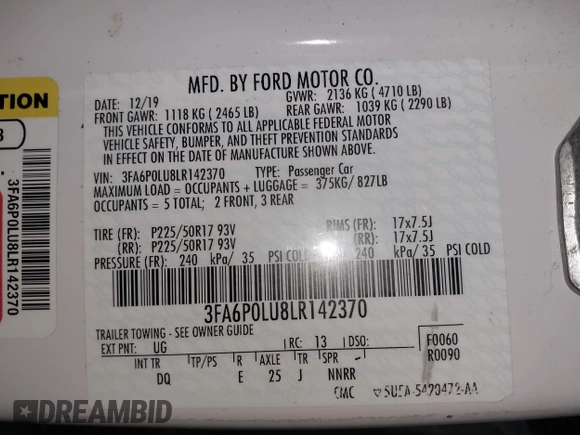 MFD. BY FORD MOTOR CO.
DATE: 12/19 GVWR: 2136 KG ( 4710 LB)
FRONT GAWR: 1118 KG ( 2465 LB) REAR GAWR: 1039 KG ( 2290 LB)
THIS VEHICLE CONFORMS TO ALL APPLICABLE FEDERAL MOTOR
VEHICLE SAFETY, BUMPER, AND THEFT PREVENTION STANDARDS
IN EFFECT ON THE DATE OF MANUFACTURE SHOWN ABOVE.
VIN: 3FA6P0LU8LR142370 TYPE: Passenger Car
MAXIMUM LOAD = OCCUPANTS + LUGGAGE = 375KG/ 827LB
OCCUPANTS = 5 TOTAL; 2 FRONT, 3 REAR
TIRE (FR): P225/50R17 93V RIMS (FR): 17x7.5J
(RR): P225/50R17 93V (RR): 17x7.5J
PRESSURE (FR): 240 kPa/ 35 PSI COLD (RR): 240 kPa/ 35 PSI COLD
3FA6P0LU8LR142370
TRAILER TOWING - SEE OWNER GUIDE
EXT PNT: UG RC: 13 DSO: F0060
R0090
INT TR TP/PS R AXLE TR SPR
DQ E 25 J NNRR
3FA6P0LU8LR142370
DREAMBID